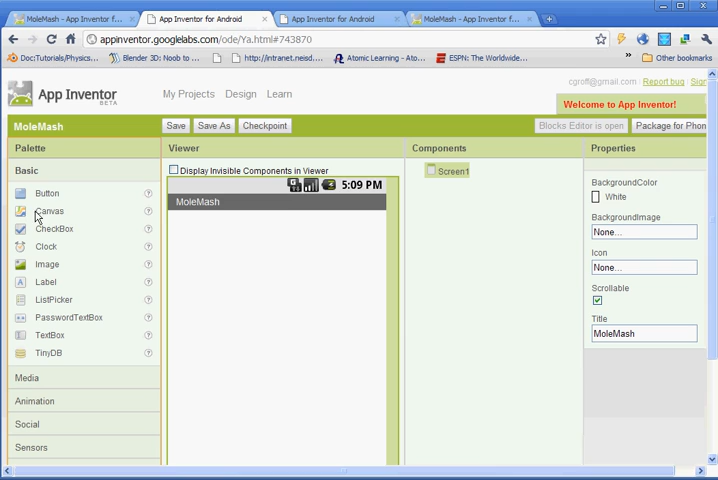 MoleMash – App Inventor f...
App Inventor for Android
App Inventor for Android
MoleMash – App Inventor f...
appinventor.googlelabs.com/ode/Ya.html#743870
Doc:Tutorials/Physics...
Blender 3D: Noob to ...
http://intranet.neisd....
Atomic Learning - Ato...
ESPN: The Worldwide...
»
Other bookmarks
App Inventor
BETA
My Projects
Design
Learn
cgroff@gmail.com
Report bug
Sign
Welcome to App Inventor!
MoleMash
Save
Save As
Checkpoint
Blocks Editor is open
Package for Phon
Palette
Viewer
Components
Properties
Basic
Button
Canvas
CheckBox
Clock
Image
Label
ListPicker
PasswordTextBox
TextBox
TinyDB
Media
Animation
Social
Sensors
Display Invisible Components in Viewer
5:09 PM
MoleMash
Screen1
BackgroundColor
White
BackgroundImage
None...
Icon
None...
Scrollable
Title
MoleMash